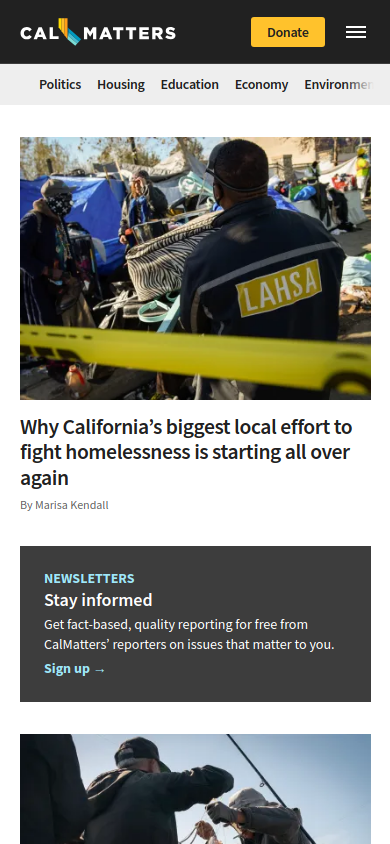 CALMATTERS
Donate
Politics Housing Education Economy
LAHSA
Why California’s biggest local effort to
fight homelessness is starting all over
again
By Marisa Kendall
NEWSLETTERS
Stay informed
Get fact-based, quality reporting for free from
CalMatters’ reporters on issues that matter to you.
Sign up →